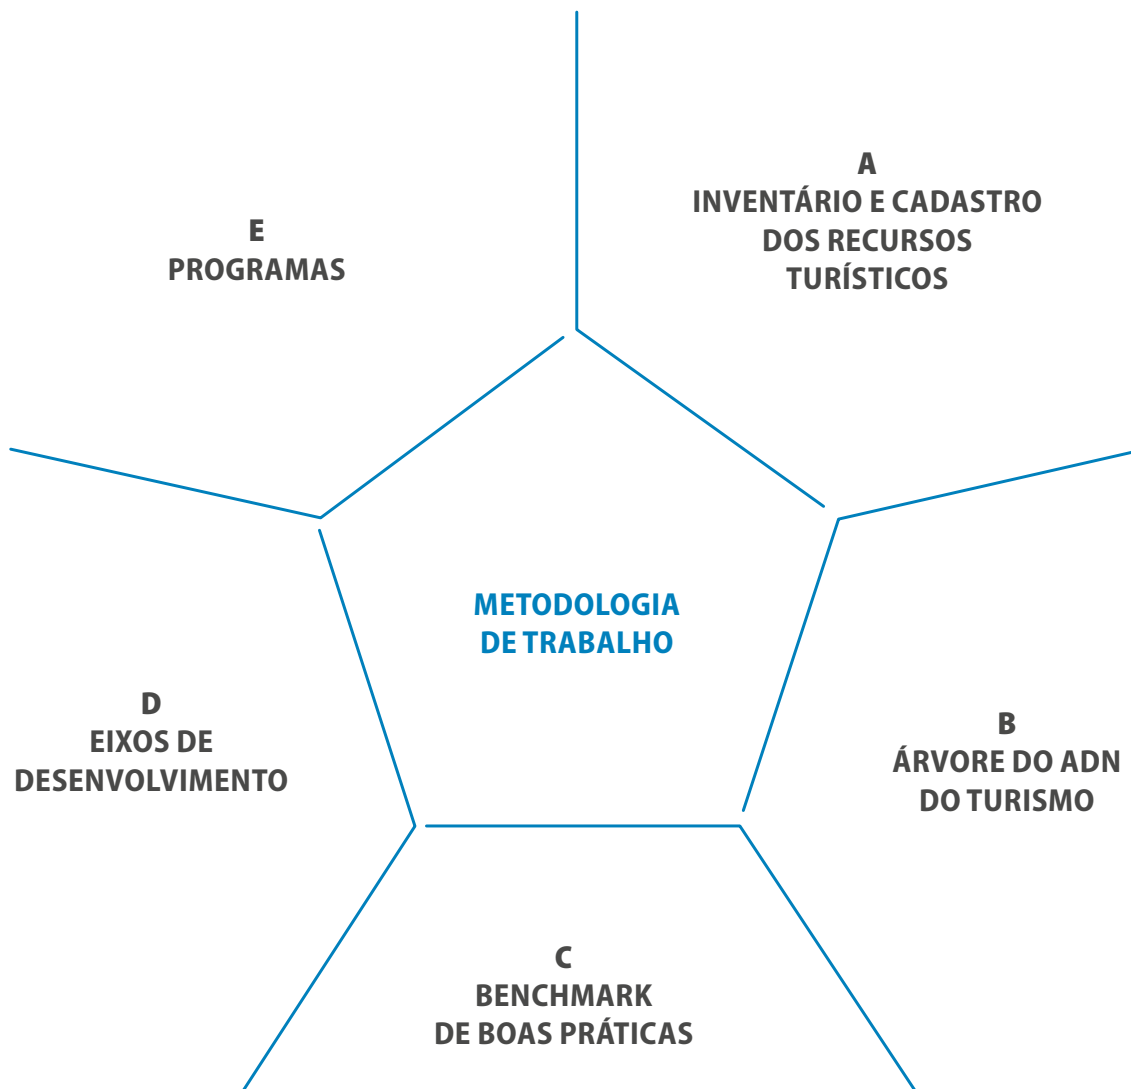 A
INVENTÁRIO E CADASTRO
DOS RECURSOS
TURÍSTICOS
B
ÁRVORE DO ADN
DO TURISMO
C
BENCHMARK
DE BOAS PRÁTICAS
D
EIXOS DE
DESENVOLVIMENTO
E
PROGRAMAS
METODOLOGIA
DE TRABALHO